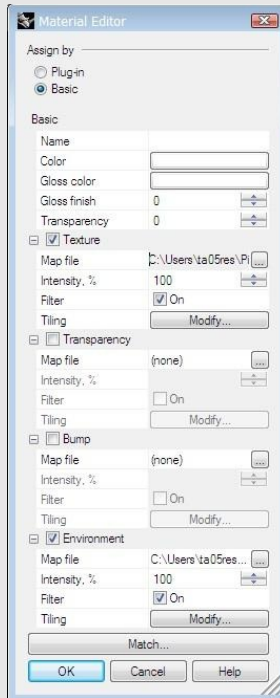 Material Editor
Assign by
Plug-in
Basic
Basic
Name
Color
Gloss color
Gloss finish 0
Transparency 0
Texture
Map file C:\Users\ta05res\Pi ...
Intensity, % 100
Filter On
Tiling Modify...
Transparency
Map file (none) ...
Intensity, %
Filter On
Tiling Modify...
Bump
Map file (none) ...
Intensity, %
Filter On
Tiling Modify...
Environment
Map file C:\Users\ta05res... ...
Intensity, % 100
Filter On
Tiling Modify...
Match...
OK Cancel Help